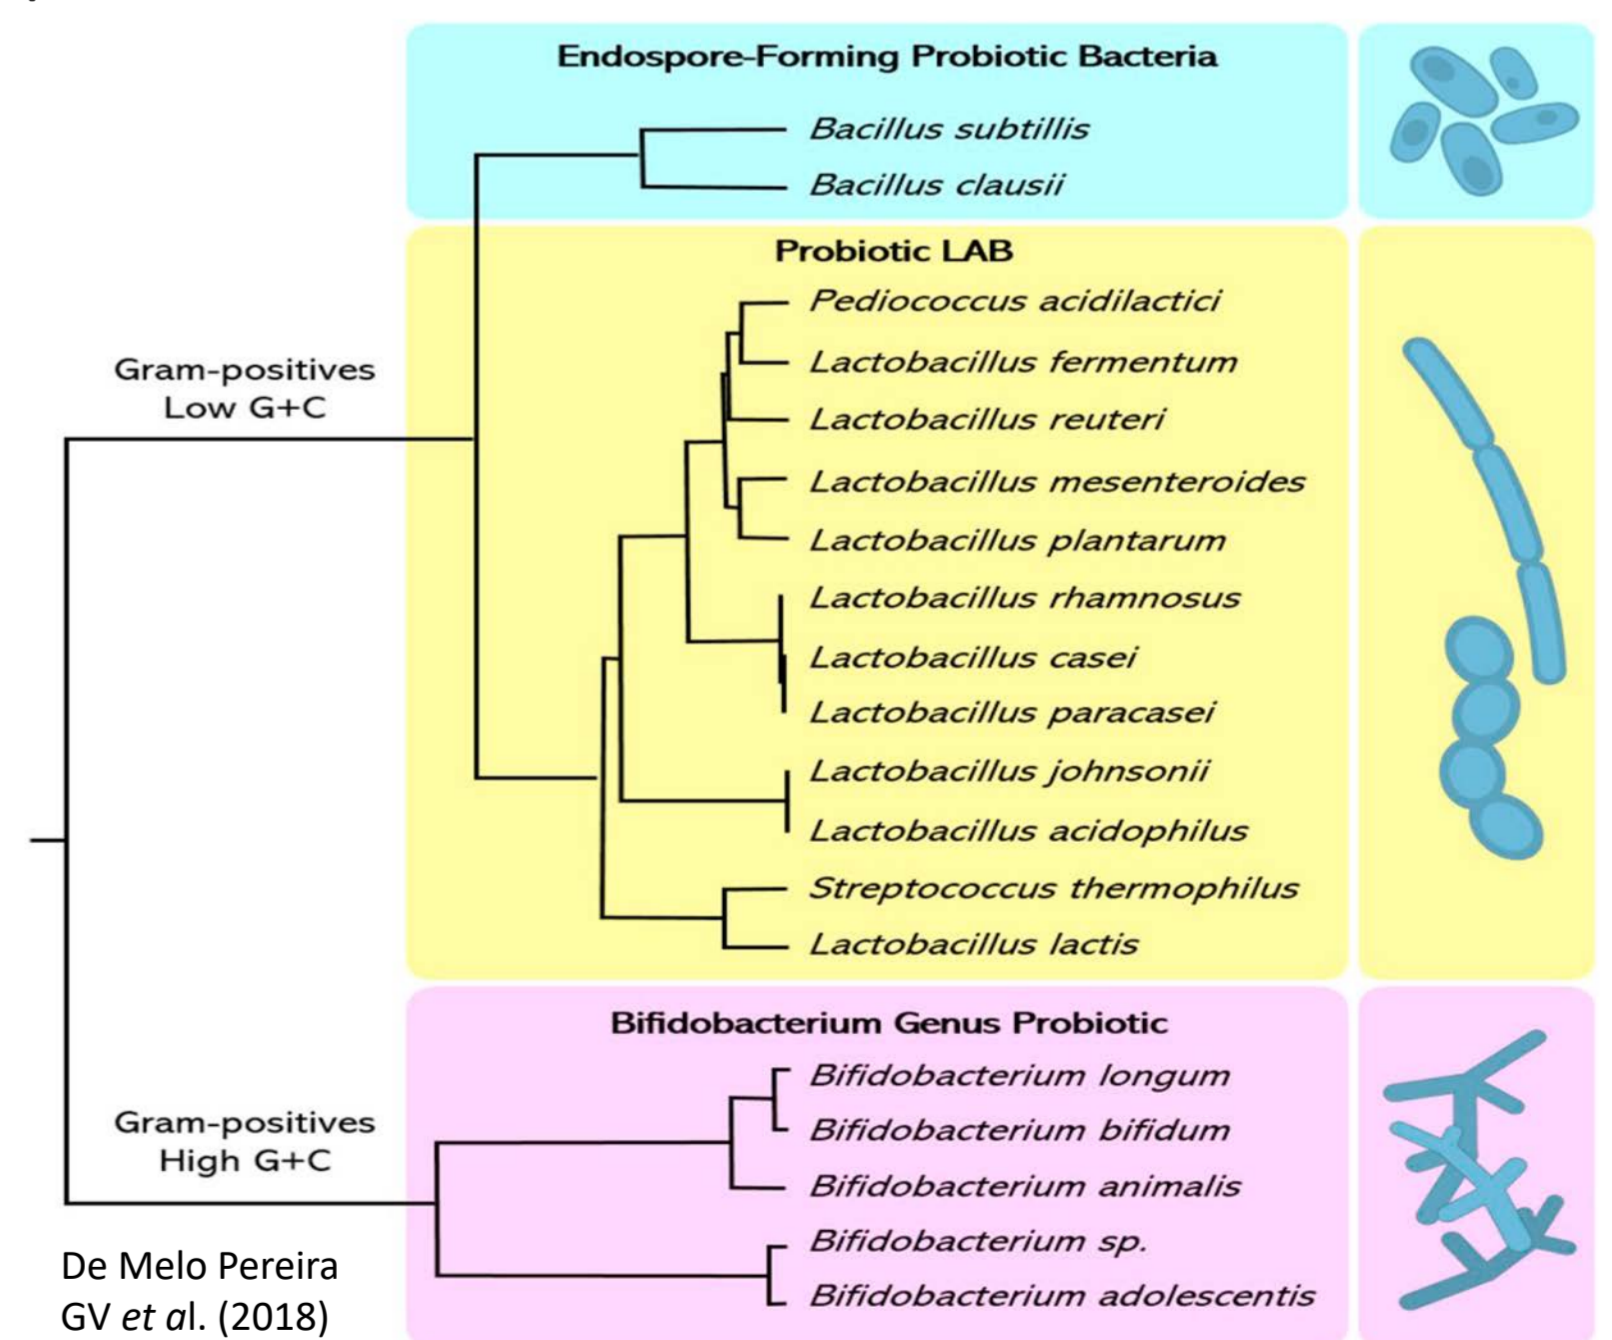 Endospore-Forming Probiotic Bacteria
Bacillus subtillis
Bacillus clausii
Probiotic LAB
Pediococcus acidilactici
Lactobacillus fermentum
Lactobacillus reuteri
Lactobacillus mesenteroides
Lactobacillus plantarum
Lactobacillus rhamnosus
Lactobacillus casei
Lactobacillus paracasei
Lactobacillus johnsonii
Lactobacillus acidophilus
Streptococcus thermophilus
Lactobacillus lactis
Gram-positives
Low G+C
Bifidobacterium Genus Probiotic
Bifidobacterium longum
Bifidobacterium bifidum
Bifidobacterium animalis
Bifidobacterium sp.
Bifidobacterium adolescentis
Gram-positives
High G+C
De Melo Pereira
GV et al. (2018)